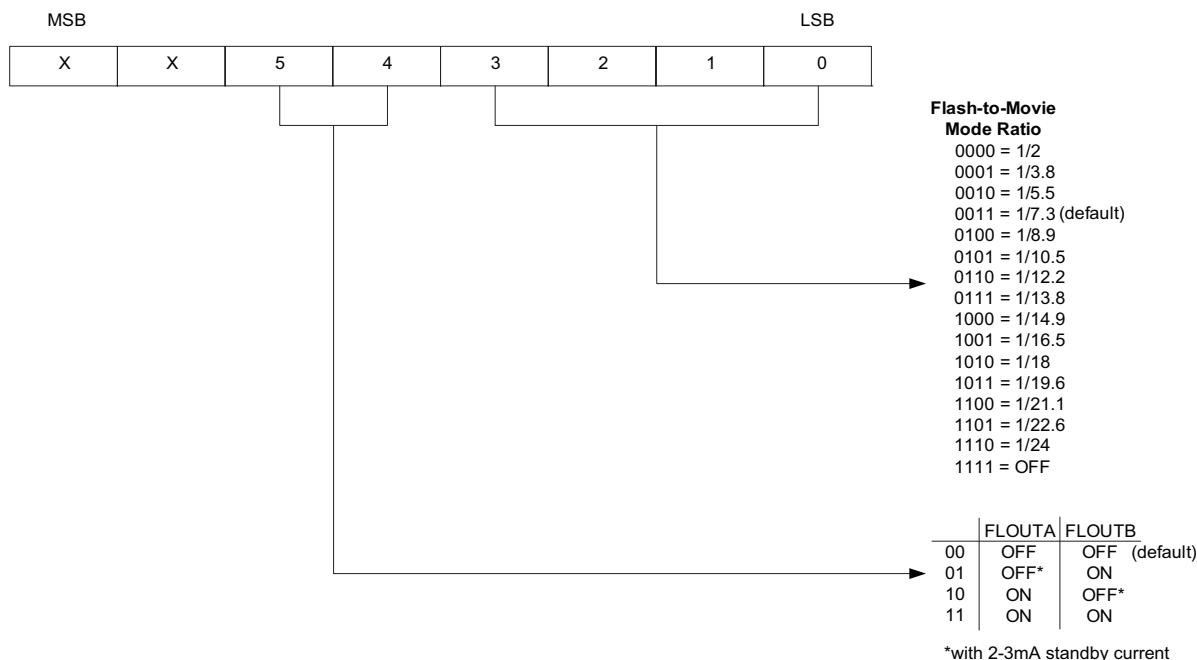 MSB LSB
X X 5 4 3 2 1 0
Flash-to-Movie
Mode Ratio
0000 = 1/2
0001 = 1/3.8
0010 = 1/5.5
0011 = 1/7.3 (default)
0100 = 1/8.9
0101 = 1/10.5
0110 = 1/12.2
0111 = 1/13.8
1000 = 1/14.9
1001 = 1/16.5
1010 = 1/18
1011 = 1/19.6
1100 = 1/21.1
1101 = 1/22.6
1110 = 1/24
1111 = OFF
FLOUTA FLOUTB
00 OFF OFF (default)
01 OFF* ON
10 ON OFF*
11 ON ON
*with 2-3mA standby current